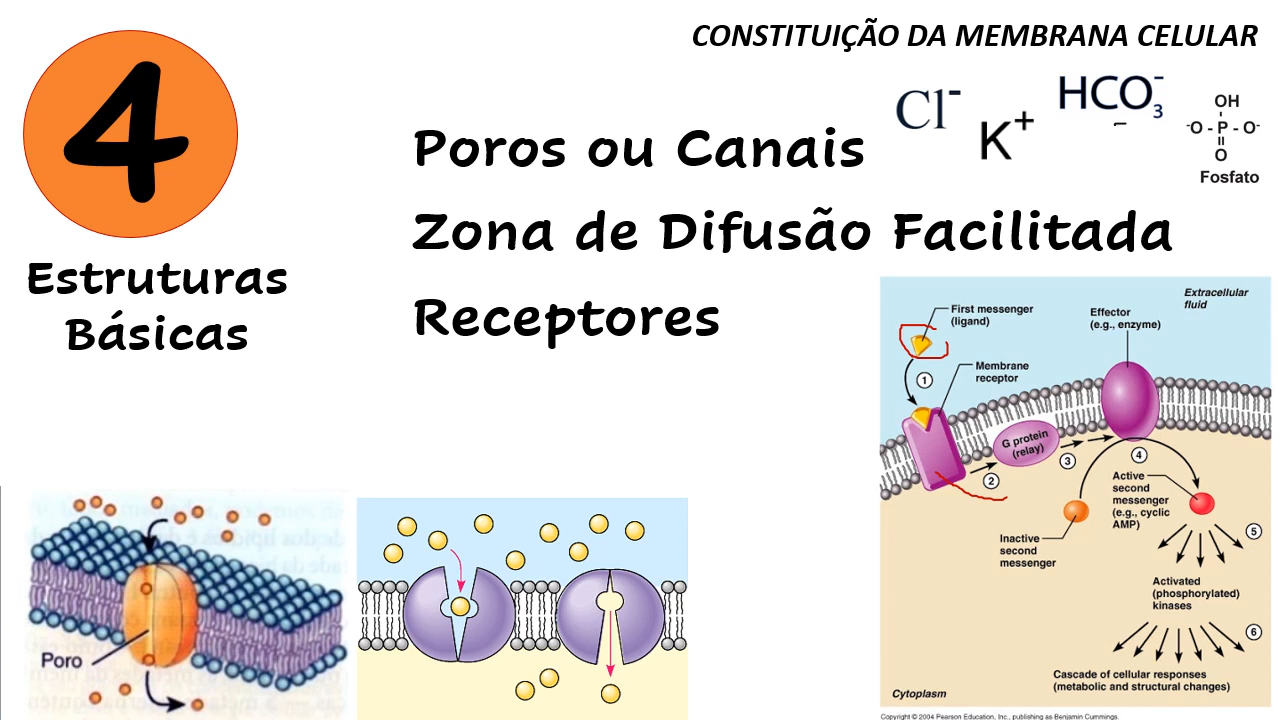 CONSTITUIÇÃO DA MEMBRANA CELULAR
4
Estruturas
Básicas
Poros ou Canais
Zona de Difusão Facilitada
Receptores
Cl-
K+
HCO3-
OH
-O - P - O-
O
Fosfato
Extracellular
fluid
First messenger
(ligand)
Effector
(e.g., enzyme)
Membrane
receptor
1
G protein
(relay)
2
3
4
Active
second
messenger
(e.g., cyclic
AMP)
Inactive
second
messenger
5
Activated
(phosphorylated)
kinases
6
Cascade of cellular responses
(metabolic and structural changes)
Cytoplasm
Copyright © 2004 Pearson Education, Inc., publishing as Benjamin Cummings.
Poro